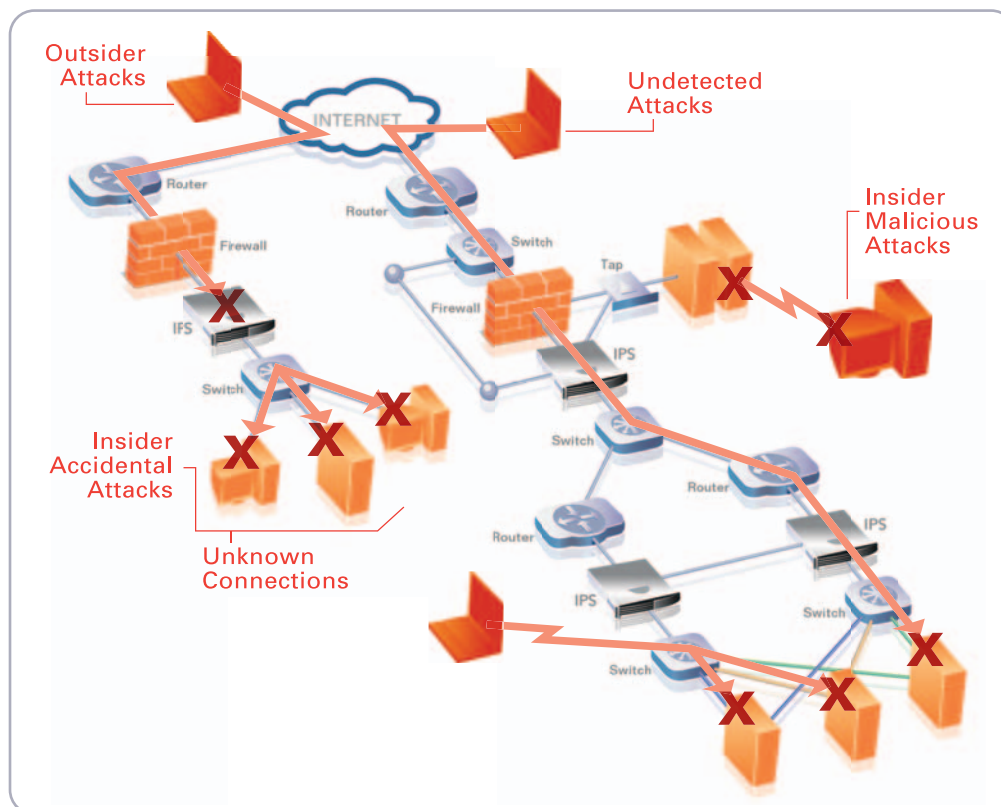 Outsider
Attacks
INTERNET
Undetected
Attacks
Router
Router
Insider
Malicious
Attacks
Firewall
Switch
Tap
Firewall
IPS
IPS
Switch
Switch
Insider
Accidental
Attacks
Router
IPS
Router
Unknown
Connections
IPS
Switch
Switch